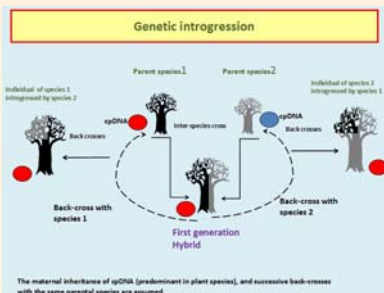 Genetic introgression
Parent species1
Parent species2
Individual of species 1
Introgressed by species 2
Individual of species 2
introgressed by species 1
cpDNA
cpDNA
Inter-species cross
Back crosses
Back crosses
Back-cross with
species 1
Back-cross with
species 2
First generation
Hybrid
The maternal inheritance of cpDNA (predominant in plant species), and successive back-crosses
with the same parental species are assumed